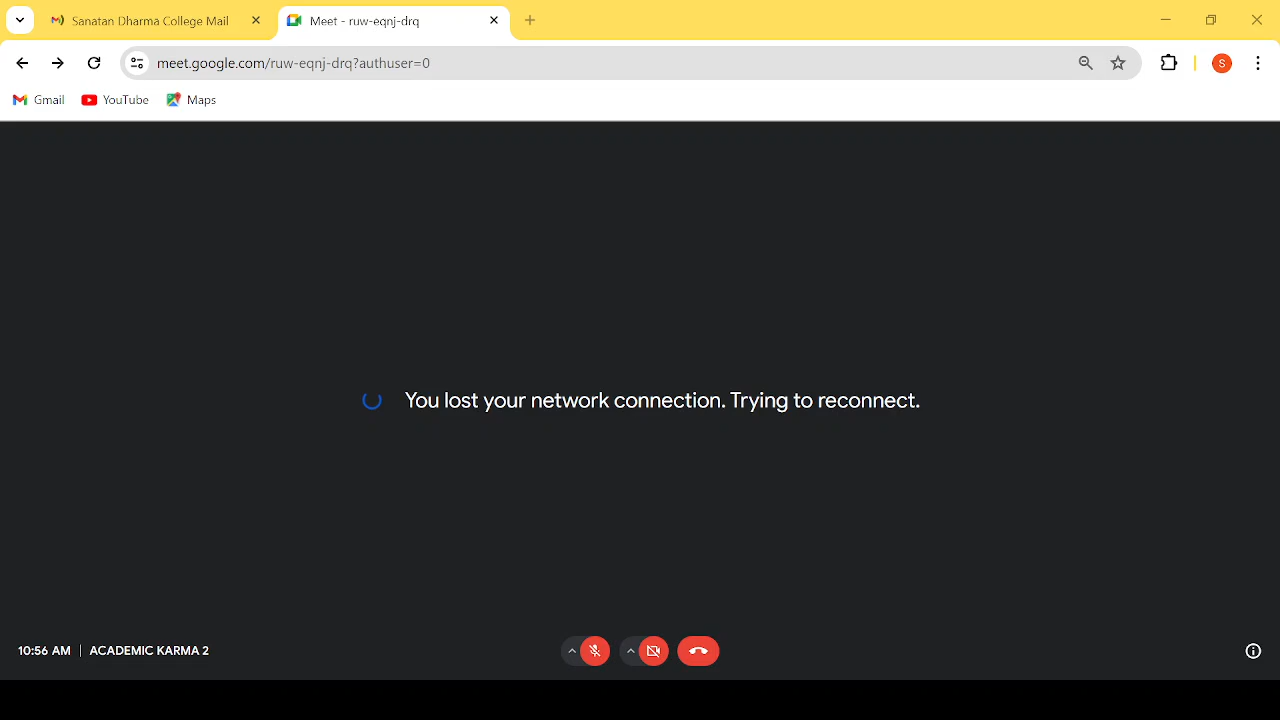 Sanatan Dharma College Mail
Meet - ruw-eqnj-drq
meet.google.com/ruw-eqnj-drq?authuser=0
S
Gmail
YouTube
Maps
You lost your network connection. Trying to reconnect.
10:56 AM | ACADEMIC KARMA 2